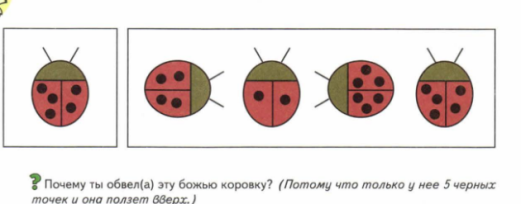 ? Почему ты обвел(а) эту божью коровку? (Потому что только у нее 5 черных
точек и она ползет вверх.)